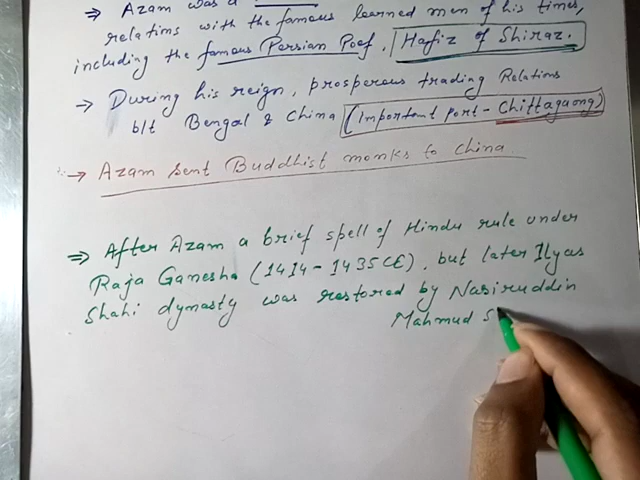 ⇒ Azam was a
relations with the famous learned men of his times,
including the famous Persian Poet, Hafiz of Shiraz.
→ During his reign, prosperous trading Relations
b/t Bengal & China (Important port - Chittagaong)
→ Azam sent Buddhist monks to China.
⇒ After Azam a brief spell of Hindu rule under
Raja Ganesha (1414 - 1435 CE), but later Ilyas
Shahi dynasty was restored by Nasiruddin
Mahmud S